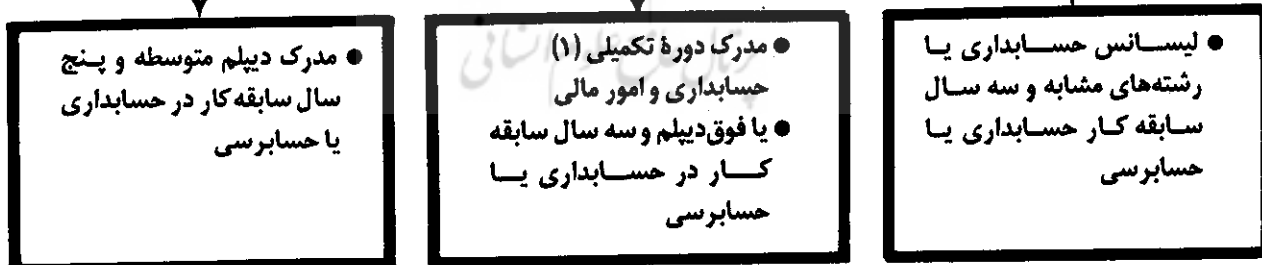 ● لیسانس حسابداری یا
رشته‌های مشابه و سه سال
سابقه کار حسابداری یا
حسابرسی
● مدرک دورهٔ تکمیلی (۱)
حسابداری و امور مالی
● یا فوق‌دیپلم و سه سال سابقه
کار در حسابداری یا
حسابرسی
● مدرک دیپلم متوسطه و پنج
سال سابقه‌کار در حسابداری
یا حسابرسی